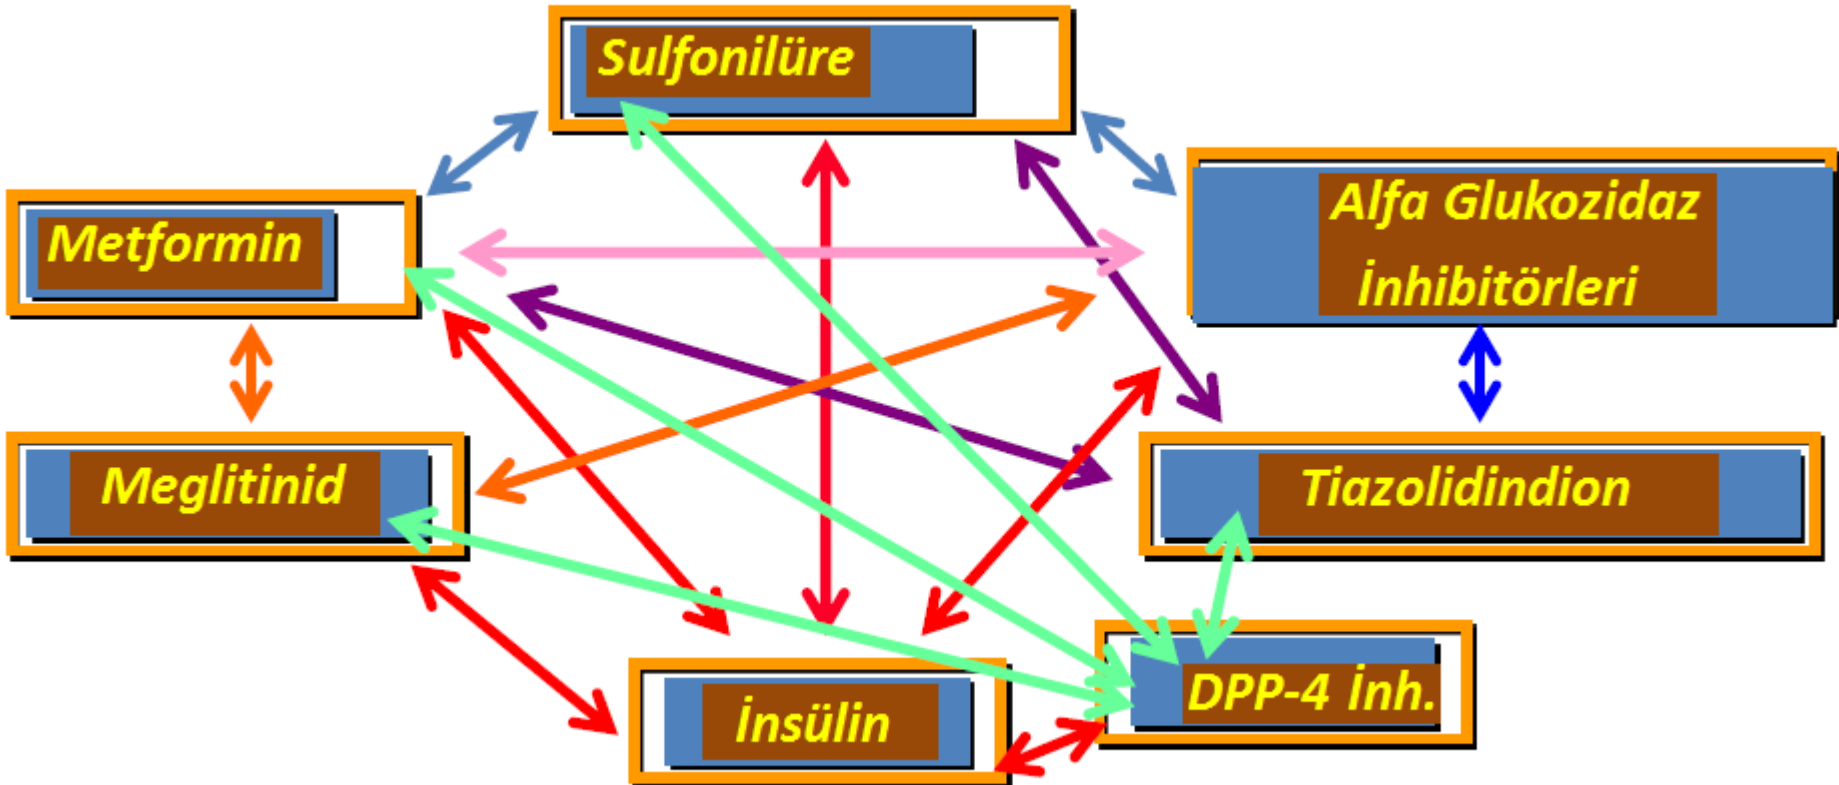 Sulfonilüre
Alfa Glukozidaz
İnhibitörleri
Metformin
Meglitinid
Tiazolidindion
DPP-4 İnh.
İnsülin